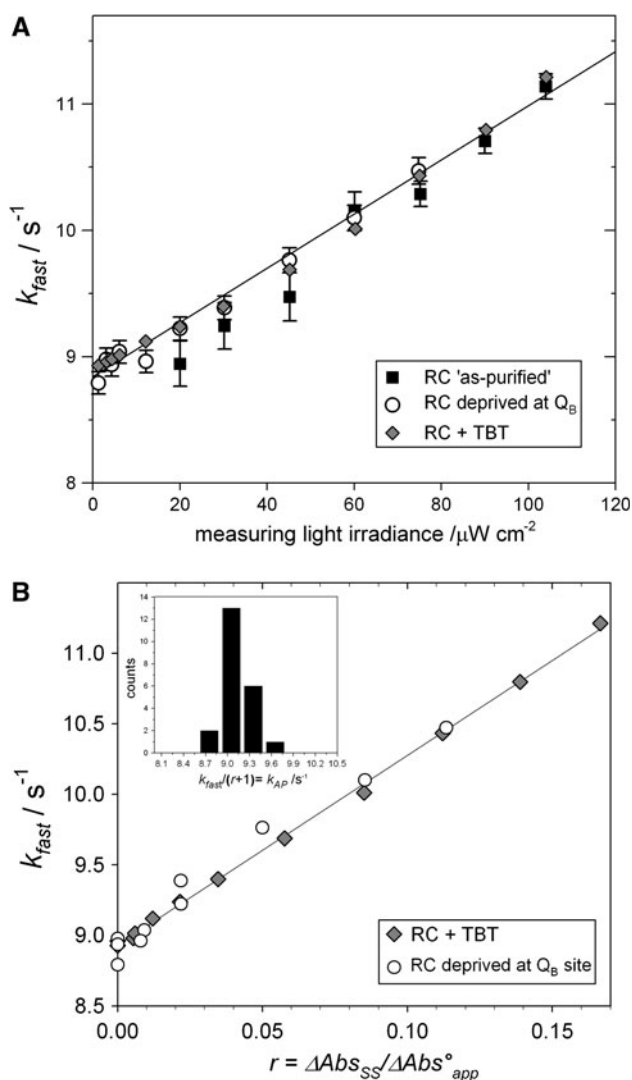 A
11
10
9
8
k_fast / s⁻¹
RC 'as-purified'
RC deprived at Q_B
RC + TBT
0 20 40 60 80 100 120
measuring light irradiance /μW cm⁻²
B
14
12
10
8
6
4
2
0
counts
8.1 8.4 8.7 9.0 9.3 9.6 9.9 10.2 10.5
k_fast/(r+1)= k_AP /s⁻¹
11.0
10.5
10.0
9.5
9.0
8.5
k_fast / s⁻¹
RC + TBT
RC deprived at Q_B site
0.00 0.05 0.10 0.15
r = ΔAbs_SS/ΔAbs°_app